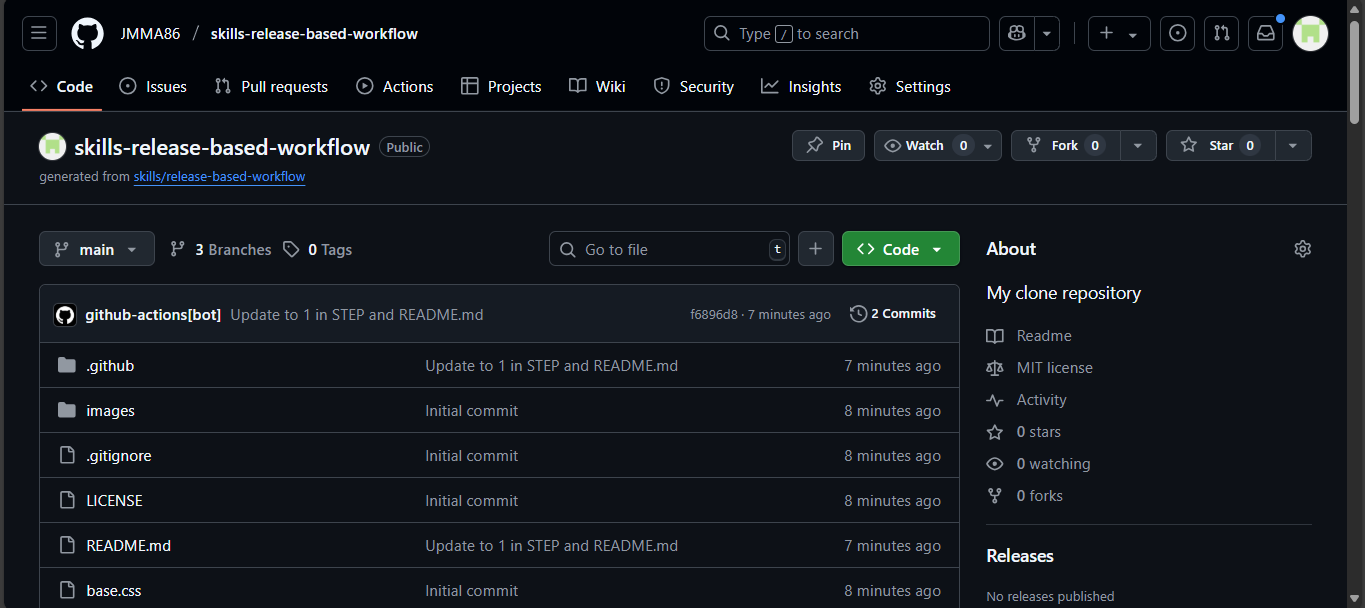 JMMA86 / skills-release-based-workflow
Type / to search
Code Issues Pull requests Actions Projects Wiki Security Insights Settings
skills-release-based-workflow Public
Pin Watch 0 Fork 0 Star 0
generated from skills/release-based-workflow
main 3 Branches 0 Tags
Go to file t
Code
About
My clone repository
github-actions[bot] Update to 1 in STEP and README.md f6896d8 · 7 minutes ago 2 Commits
.github Update to 1 in STEP and README.md 7 minutes ago
images Initial commit 8 minutes ago
.gitignore Initial commit 8 minutes ago
LICENSE Initial commit 8 minutes ago
README.md Update to 1 in STEP and README.md 7 minutes ago
base.css Initial commit 8 minutes ago
Readme
MIT license
Activity
0 stars
0 watching
0 forks
Releases
No releases published